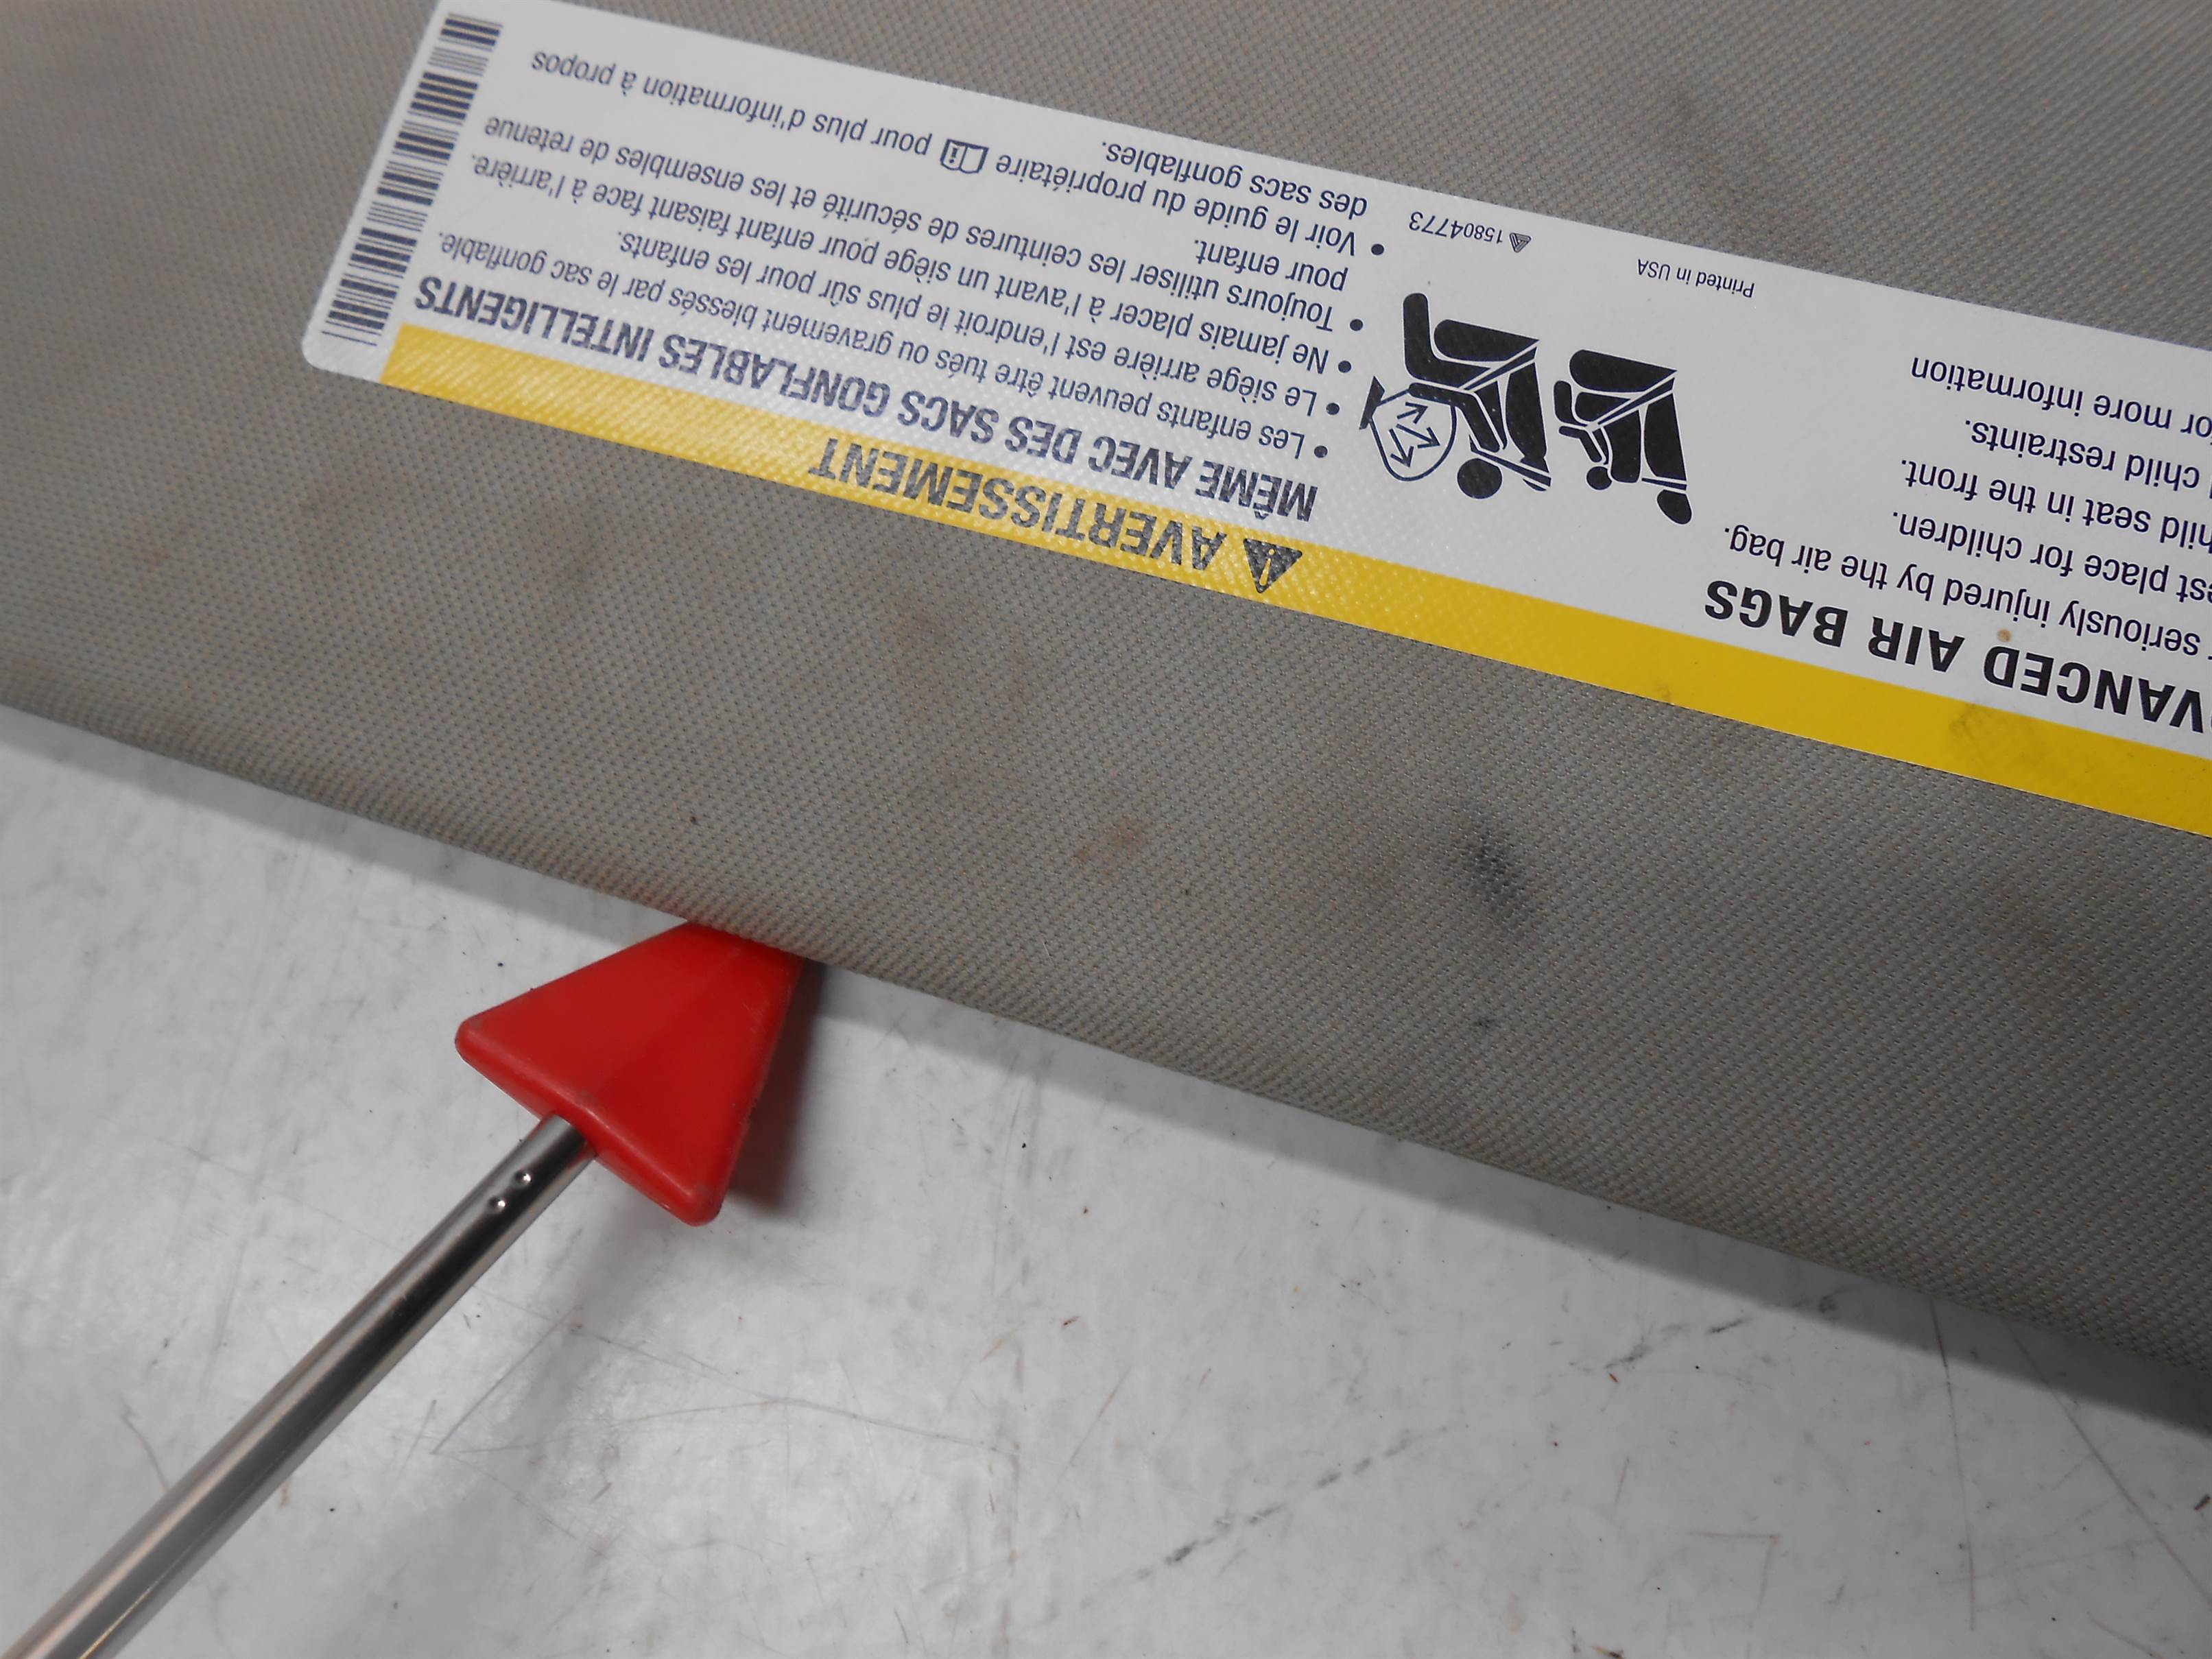 VANCED AIR BAGS
seriously injured by the air bag.
est place for children.
hild seat in the front.
child restraints.
or more information
Printed in USA
15804773
AVERTISSEMENT
MÊME AVEC DES SACS GONFLABLES INTELLIGENTS
• Les enfants peuvent être tués ou gravement blessés par le sac gonflable.
• Le siège arrière est l'endroit le plus sûr pour les enfants.
• Ne jamais placer à l'avant un siège pour enfant faisant face à l'arrière.
• Toujours utiliser les ceintures de sécurité et les ensembles de retenue
pour enfant.
• Voir le guide du propriétaire pour plus d'information à propos
des sacs gonflables.